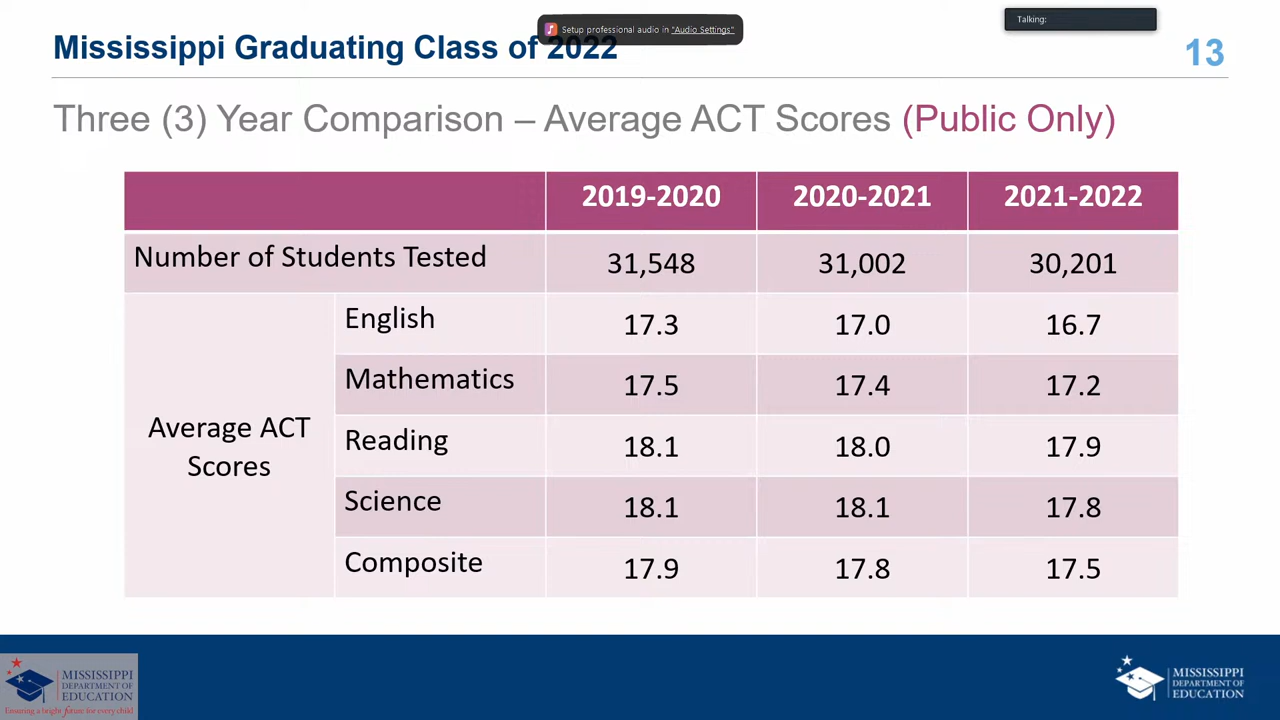 Setup professional audio in "Audio Settings"
Talking:
Mississippi Graduating Class of 2022
13
Three (3) Year Comparison – Average ACT Scores (Public Only)
2019-2020 2020-2021 2021-2022
Number of Students Tested 31,548 31,002 30,201
Average ACT
Scores
English 17.3 17.0 16.7
Mathematics 17.5 17.4 17.2
Reading 18.1 18.0 17.9
Science 18.1 18.1 17.8
Composite 17.9 17.8 17.5
MISSISSIPPI
DEPARTMENT OF
EDUCATION
Ensuring a bright future for every child
MISSISSIPPI
DEPARTMENT OF
EDUCATION